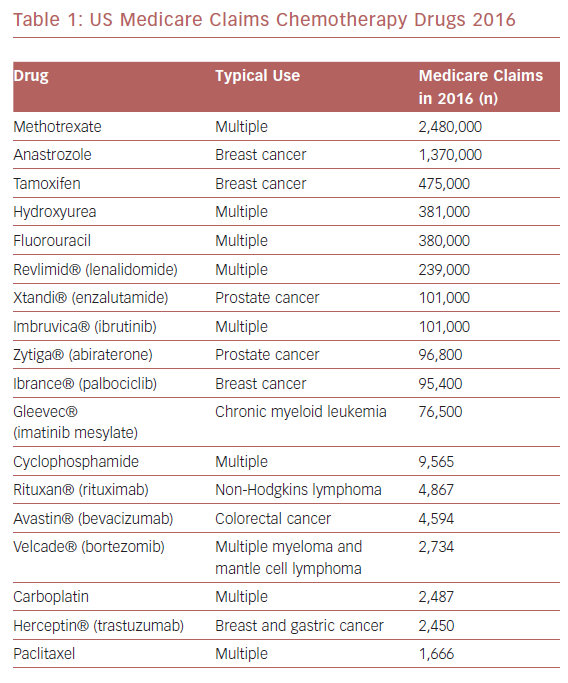 Table 1: US Medicare Claims Chemotherapy Drugs 2016
Drug Typical Use Medicare Claims
in 2016 (n)
Methotrexate Multiple 2,480,000
Anastrozole Breast cancer 1,370,000
Tamoxifen Breast cancer 475,000
Hydroxyurea Multiple 381,000
Fluorouracil Multiple 380,000
Revlimid® (lenalidomide) Multiple 239,000
Xtandi® (enzalutamide) Prostate cancer 101,000
Imbruvica® (ibrutinib) Multiple 101,000
Zytiga® (abiraterone) Prostate cancer 96,800
Ibrance® (palbociclib) Breast cancer 95,400
Gleevec® Chronic myeloid leukemia 76,500
(imatinib mesylate)
Cyclophosphamide Multiple 9,565
Rituxan® (rituximab) Non-Hodgkins lymphoma 4,867
Avastin® (bevacizumab) Colorectal cancer 4,594
Velcade® (bortezomib) Multiple myeloma and 2,734
mantle cell lymphoma
Carboplatin Multiple 2,487
Herceptin® (trastuzumab) Breast and gastric cancer 2,450
Paclitaxel Multiple 1,666